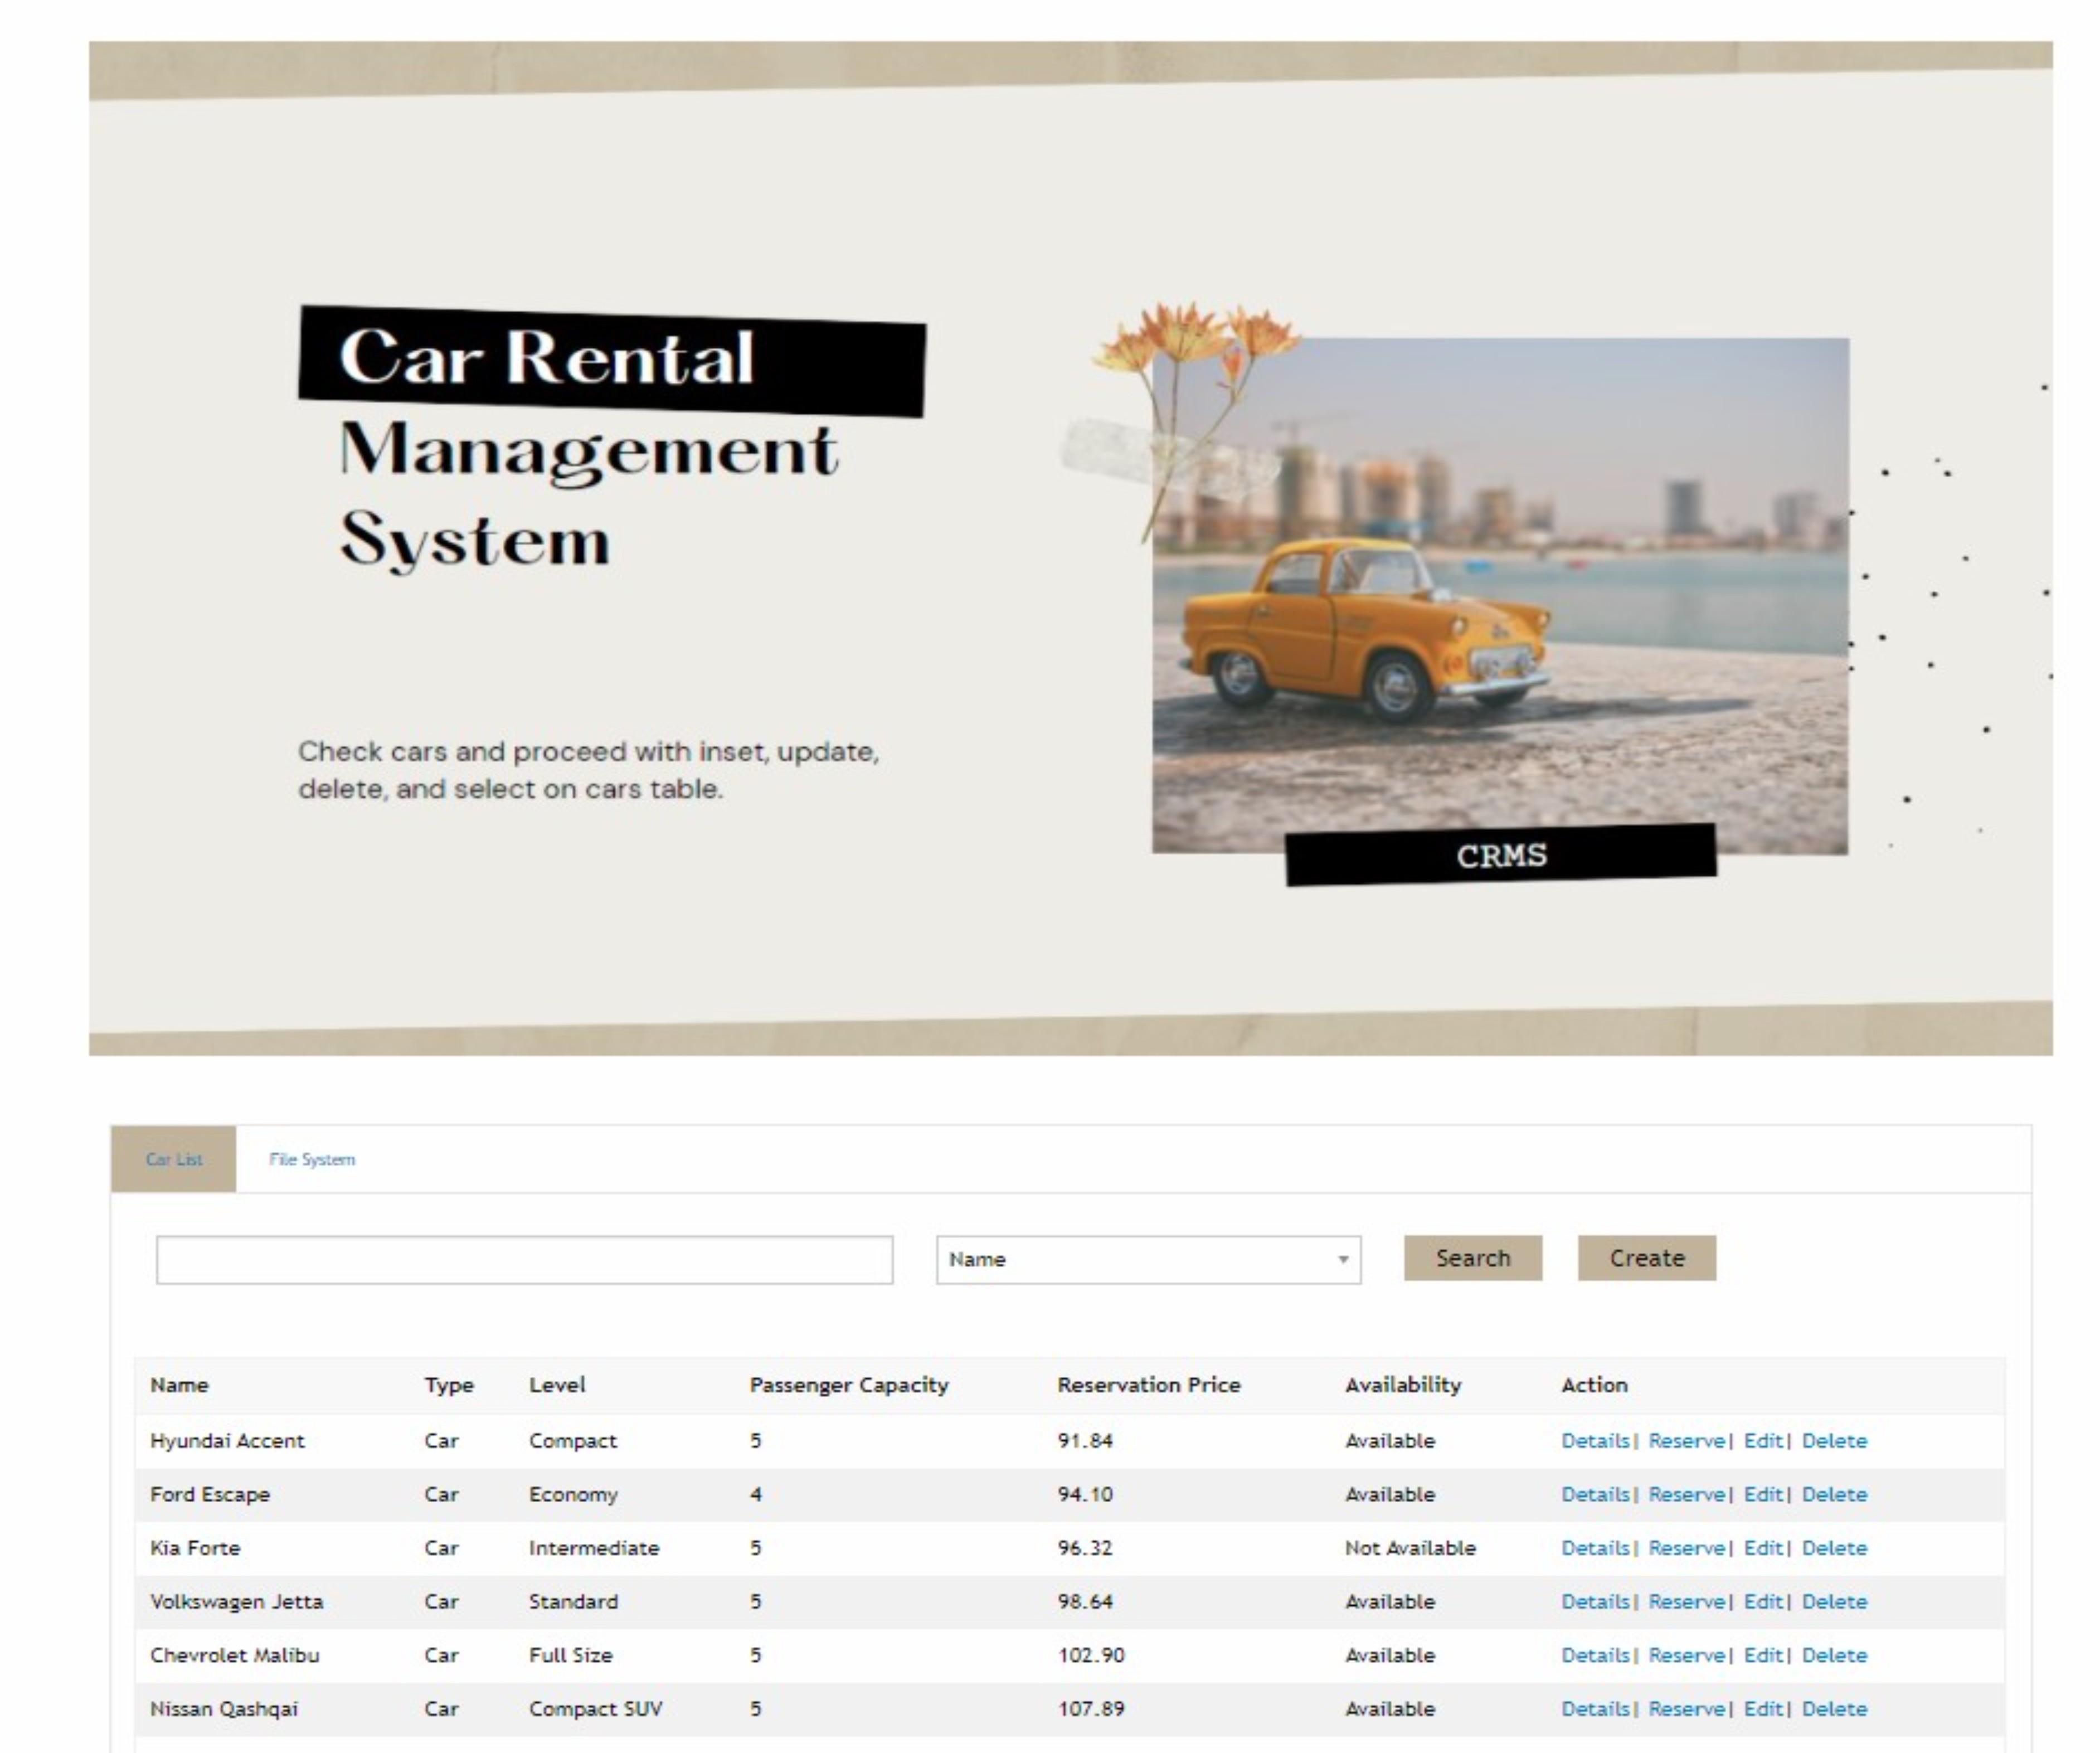 Car Rental
Management
System
Check cars and proceed with inset, update,
delete, and select on cars table.
CRMS
Car List File System
Name Search Create
Name Type Level Passenger Capacity Reservation Price Availability Action
Hyundai Accent Car Compact 5 91.84 Available Details| Reserve| Edit| Delete
Ford Escape Car Economy 4 94.10 Available Details| Reserve| Edit| Delete
Kia Forte Car Intermediate 5 96.32 Not Available Details| Reserve| Edit| Delete
Volkswagen Jetta Car Standard 5 98.64 Available Details| Reserve| Edit| Delete
Chevrolet Malibu Car Full Size 5 102.90 Available Details| Reserve| Edit| Delete
Nissan Qashqai Car Compact SUV 5 107.89 Available Details| Reserve| Edit| Delete